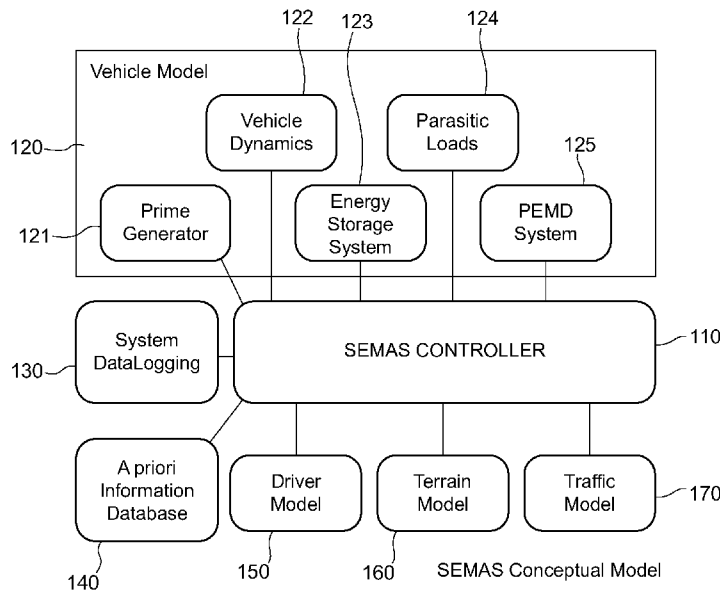 122
123
124
Vehicle Model
Vehicle
Dynamics
Parasitic
Loads
120
125
Prime
Generator
Energy
Storage
System
PEMD
System
121
System
DataLogging
SEMAS CONTROLLER
110
130
A priori
Information
Database
Driver
Model
Terrain
Model
Traffic
Model
170
140
150
160
SEMAS Conceptual Model